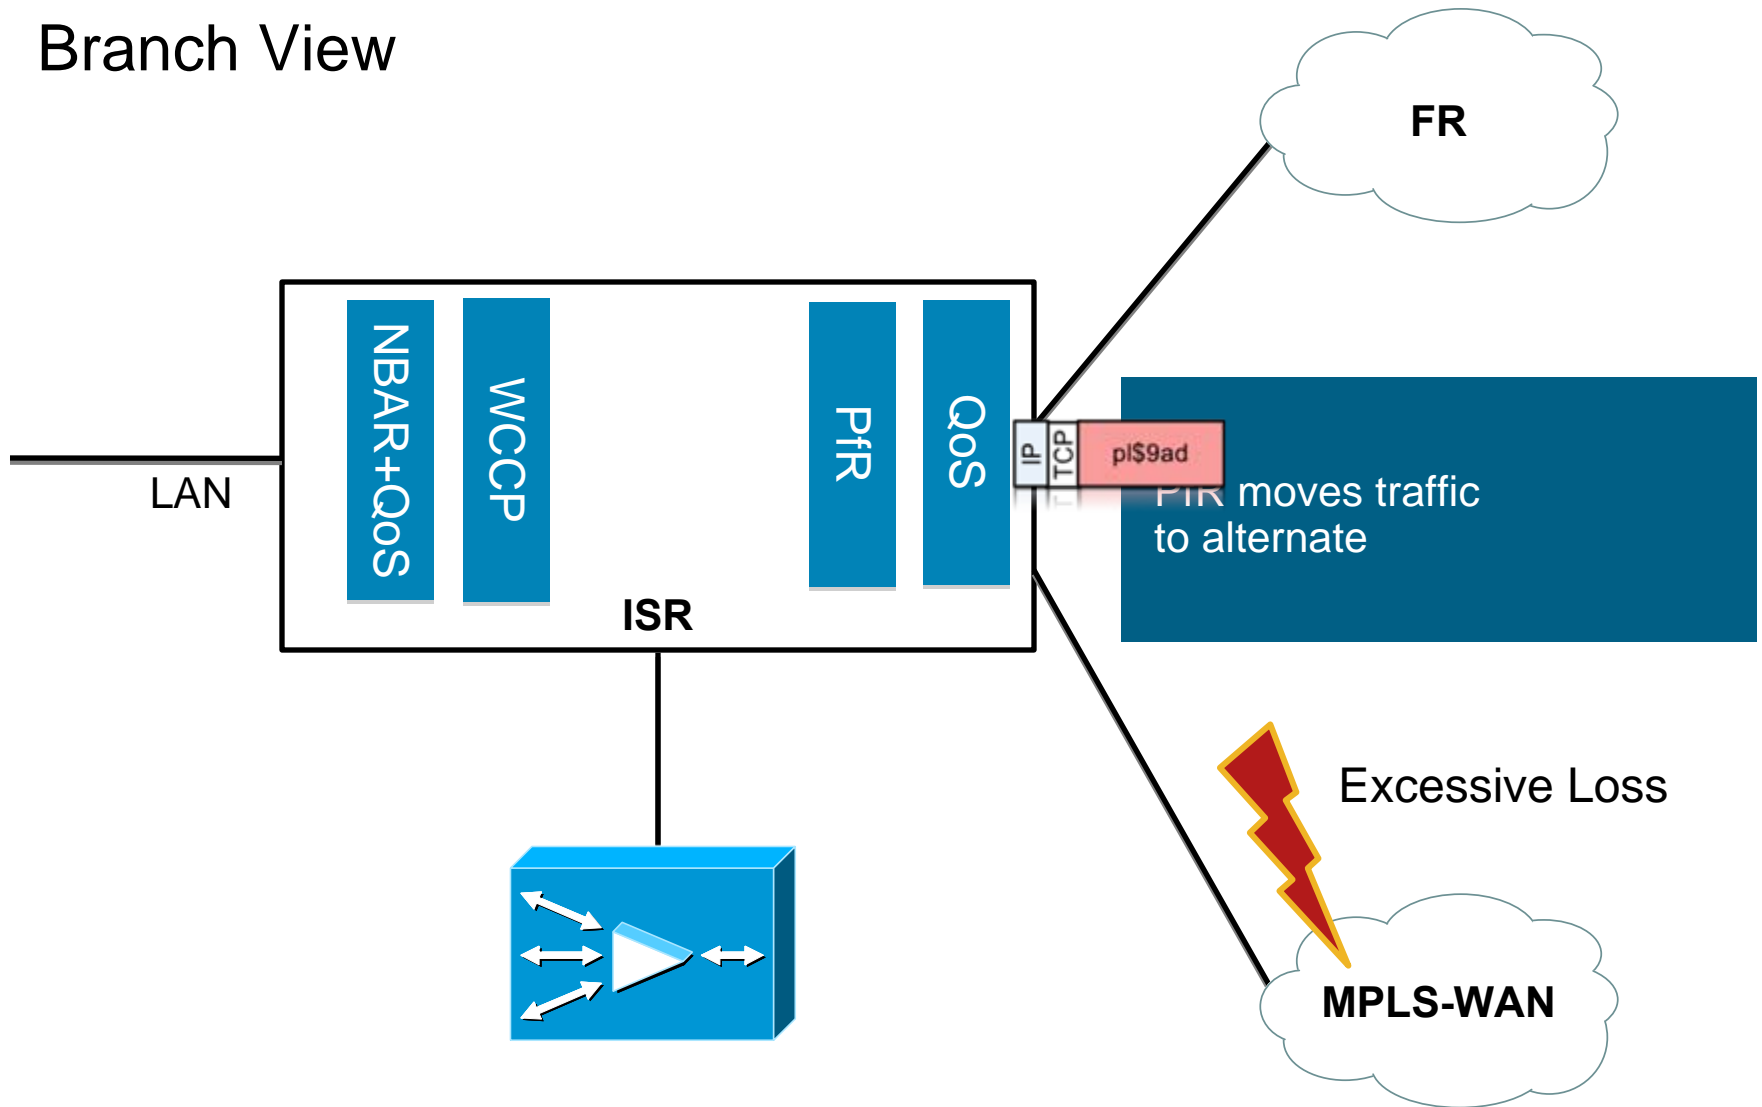 Branch View
FR
NBAR+QoS
WCCP
PfR
QoS
IP
TCP
pl$9ad
PfR moves traffic
to alternate
LAN
ISR
Excessive Loss
MPLS-WAN